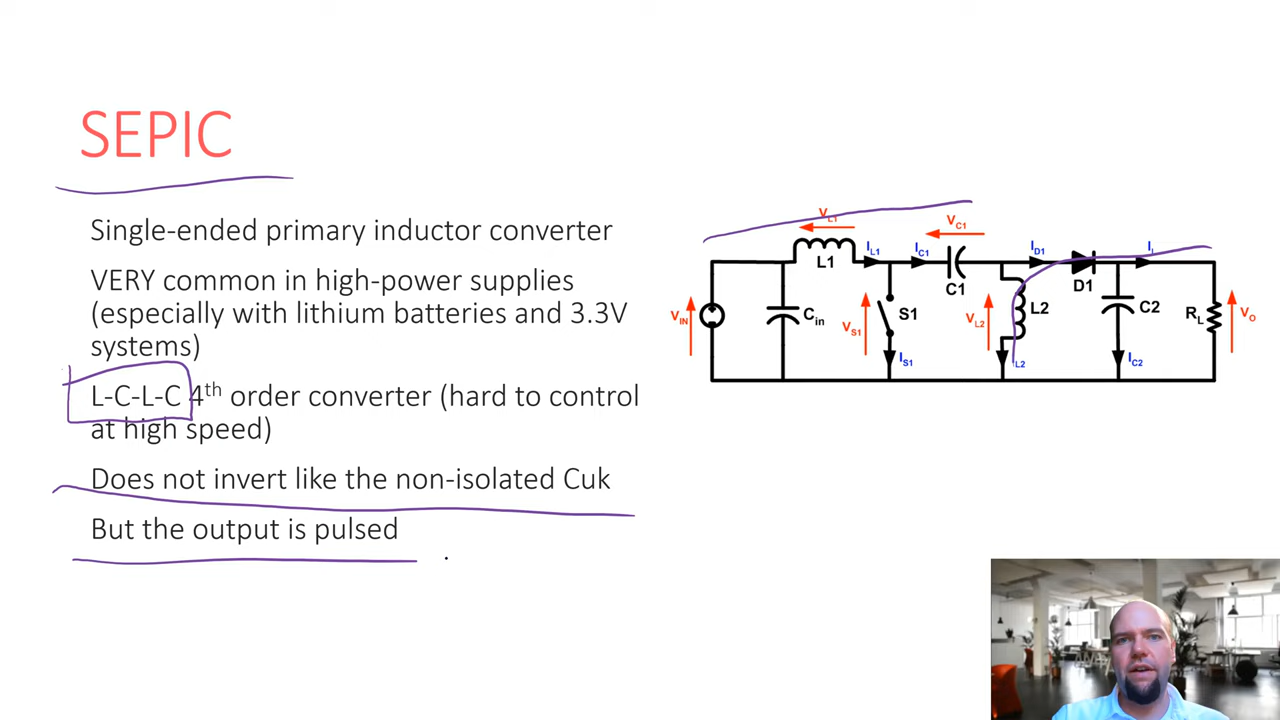 SEPIC
Single-ended primary inductor converter
VERY common in high-power supplies
(especially with lithium batteries and 3.3V
systems)
L-C-L-C 4th order converter (hard to control
at high speed)
Does not invert like the non-isolated Cuk
But the output is pulsed
VL1
VC1
IL1
IC1
ID1
IL
L1
C1
D1
VIN
Cin
VS1
S1
VL2
L2
C2
RL
VO
IS1
IL2
IC2